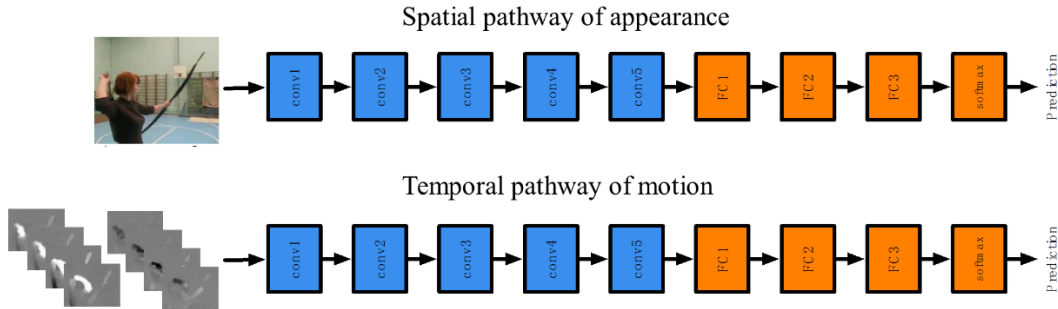 Spatial pathway of appearance
conv1
conv2
conv3
conv4
conv5
FC1
FC2
FC3
softmax
Prediction
Temporal pathway of motion
conv1
conv2
conv3
conv4
conv5
FC1
FC2
FC3
softmax
Prediction